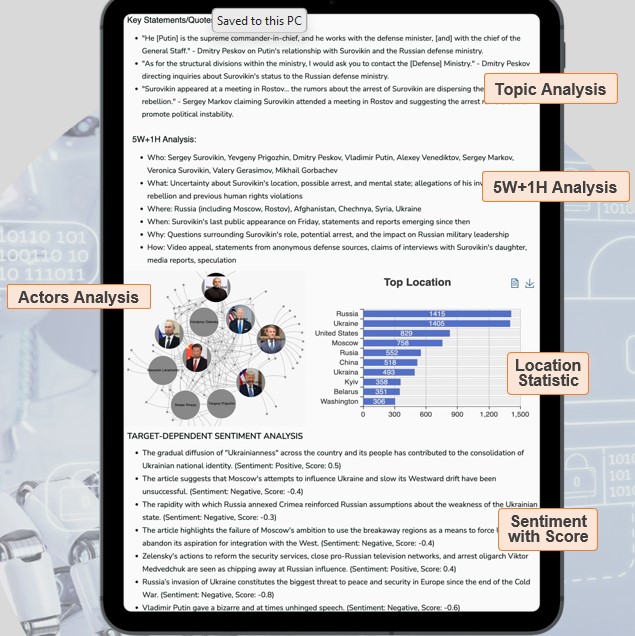 Key Statements/Quote
Saved to this PC
"He [Putin] is the supreme commander-in-chief, and he works with the defense minister, [and] with the chief of the
General Staff." - Dmitry Peskov on Putin's relationship with Surovikin and the Russian defense ministry.
"As for the structural divisions within the ministry, I would ask you to contact the [Defense] Ministry." - Dmitry Peskov
directing inquiries about Surovikin's status to the Russian defense ministry.
"Surovikin appeared at a meeting in Rostov... the rumors about the arrest of Surovikin are dispersing the
rebellion." - Sergey Markov claiming Surovikin attended a meeting in Rostov and suggesting the arrest
promote political instability.
Topic Analysis
5W+1H Analysis:
Who: Sergey Surovikin, Yevgeny Prigozhin, Dmitry Peskov, Vladimir Putin, Alexey Venediktov, Sergey Markov,
Veronica Surovikin, Valery Gerasimov, Mikhail Gorbachev
What: Uncertainty about Surovikin's location, possible arrest, and mental state; allegations of his
rebellion and previous human rights violations
Where: Russia (including Moscow, Rostov), Afghanistan, Chechnya, Syria, Ukraine
When: Surovikin's last public appearance on Friday, statements and reports emerging since then
Why: Questions surrounding Surovikin's role, potential arrest, and the impact on Russian military leadership
How: Video appeal, statements from anonymous defense sources, claims of interviews with Surovikin's daughter,
media reports, speculation
5W+1H Analysis
Actors Analysis
Top Location
Russia 1415
Ukraine 1405
United States 829
Moscow 758
Rusia 552
China 518
Ukraina 493
Kyiv 358
Belarus 351
Washington 306
0 300 600 900 1,200 1,500
Location
Statistic
TARGET-DEPENDENT SENTIMENT ANALYSIS
The gradual diffusion of "Ukrainianness" across the country and its people has contributed to the consolidation of
Ukrainian national identity. (Sentiment: Positive, Score: 0.5)
The article suggests that Moscow's attempts to influence Ukraine and slow its Westward drift have been
unsuccessful. (Sentiment: Negative, Score: -0.4)
The rapidity with which Russia annexed Crimea reinforced Russian assumptions about the weakness of the Ukrainian
state. (Sentiment: Negative, Score: -0.3)
The article highlights the failure of Moscow's ambition to use the breakaway regions as a means to force
abandon its aspiration for integration with the West. (Sentiment: Negative, Score: -0.4)
Zelensky's actions to reform the security services, close pro-Russian television networks, and arrest oligarch Viktor
Medvedchuk are seen as chipping away at Russian influence. (Sentiment: Positive, Score: 0.4)
Russia's invasion of Ukraine constitutes the biggest threat to peace and security in Europe since the end of the Cold
War. (Sentiment: Negative, Score: -0.8)
Vladimir Putin gave a bizarre and at times unhinged speech. (Sentiment: Negative, Score: -0.6)
Sentiment
with Score